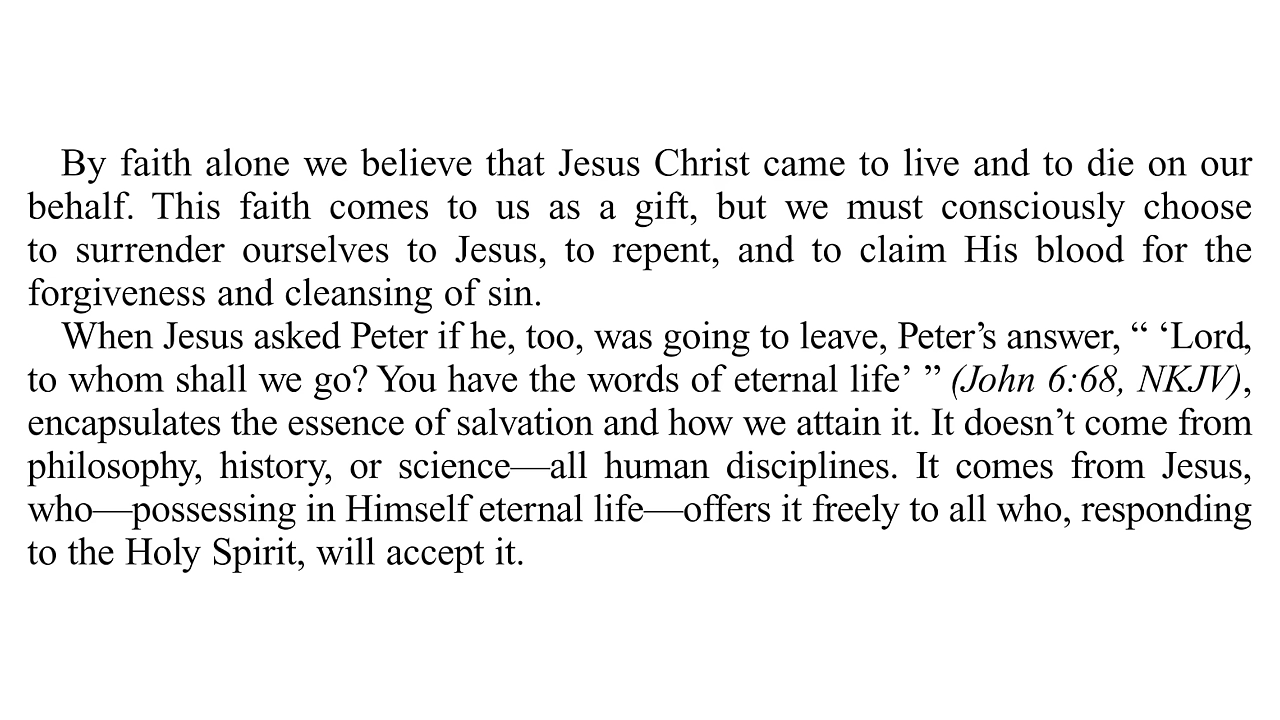 By faith alone we believe that Jesus Christ came to live and to die on our
behalf. This faith comes to us as a gift, but we must consciously choose
to surrender ourselves to Jesus, to repent, and to claim His blood for the
forgiveness and cleansing of sin.
When Jesus asked Peter if he, too, was going to leave, Peter’s answer, “ ‘Lord,
to whom shall we go? You have the words of eternal life’ ” (John 6:68, NKJV),
encapsulates the essence of salvation and how we attain it. It doesn’t come from
philosophy, history, or science—all human disciplines. It comes from Jesus,
who—possessing in Himself eternal life—offers it freely to all who, responding
to the Holy Spirit, will accept it.